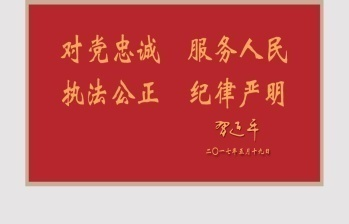 对党忠诚 服务人民
执法公正 纪律严明
习近平
二〇一七年五月十九日